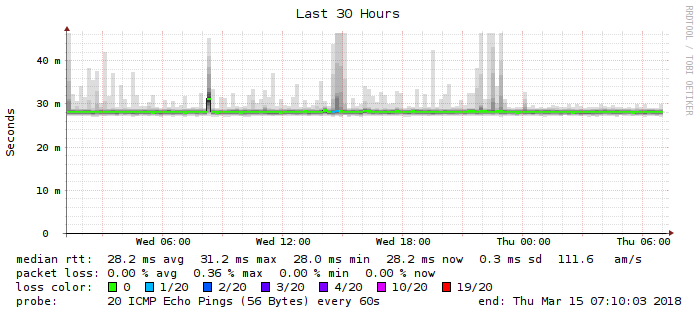 Last 30 Hours
RRDTOOL / TOBI OETIKER
Seconds
40 m
30 m
20 m
10 m
0
Wed 06:00 Wed 12:00 Wed 18:00 Thu 00:00 Thu 06:00
median rtt: 28.2 ms avg 31.2 ms max 28.0 ms min 28.2 ms now 0.3 ms sd 111.6 am/s
packet loss: 0.00 % avg 0.36 % max 0.00 % min 0.00 % now
loss color: 0 1/20 2/20 3/20 4/20 10/20 19/20
probe: 20 ICMP Echo Pings (56 Bytes) every 60s end: Thu Mar 15 07:10:03 2018